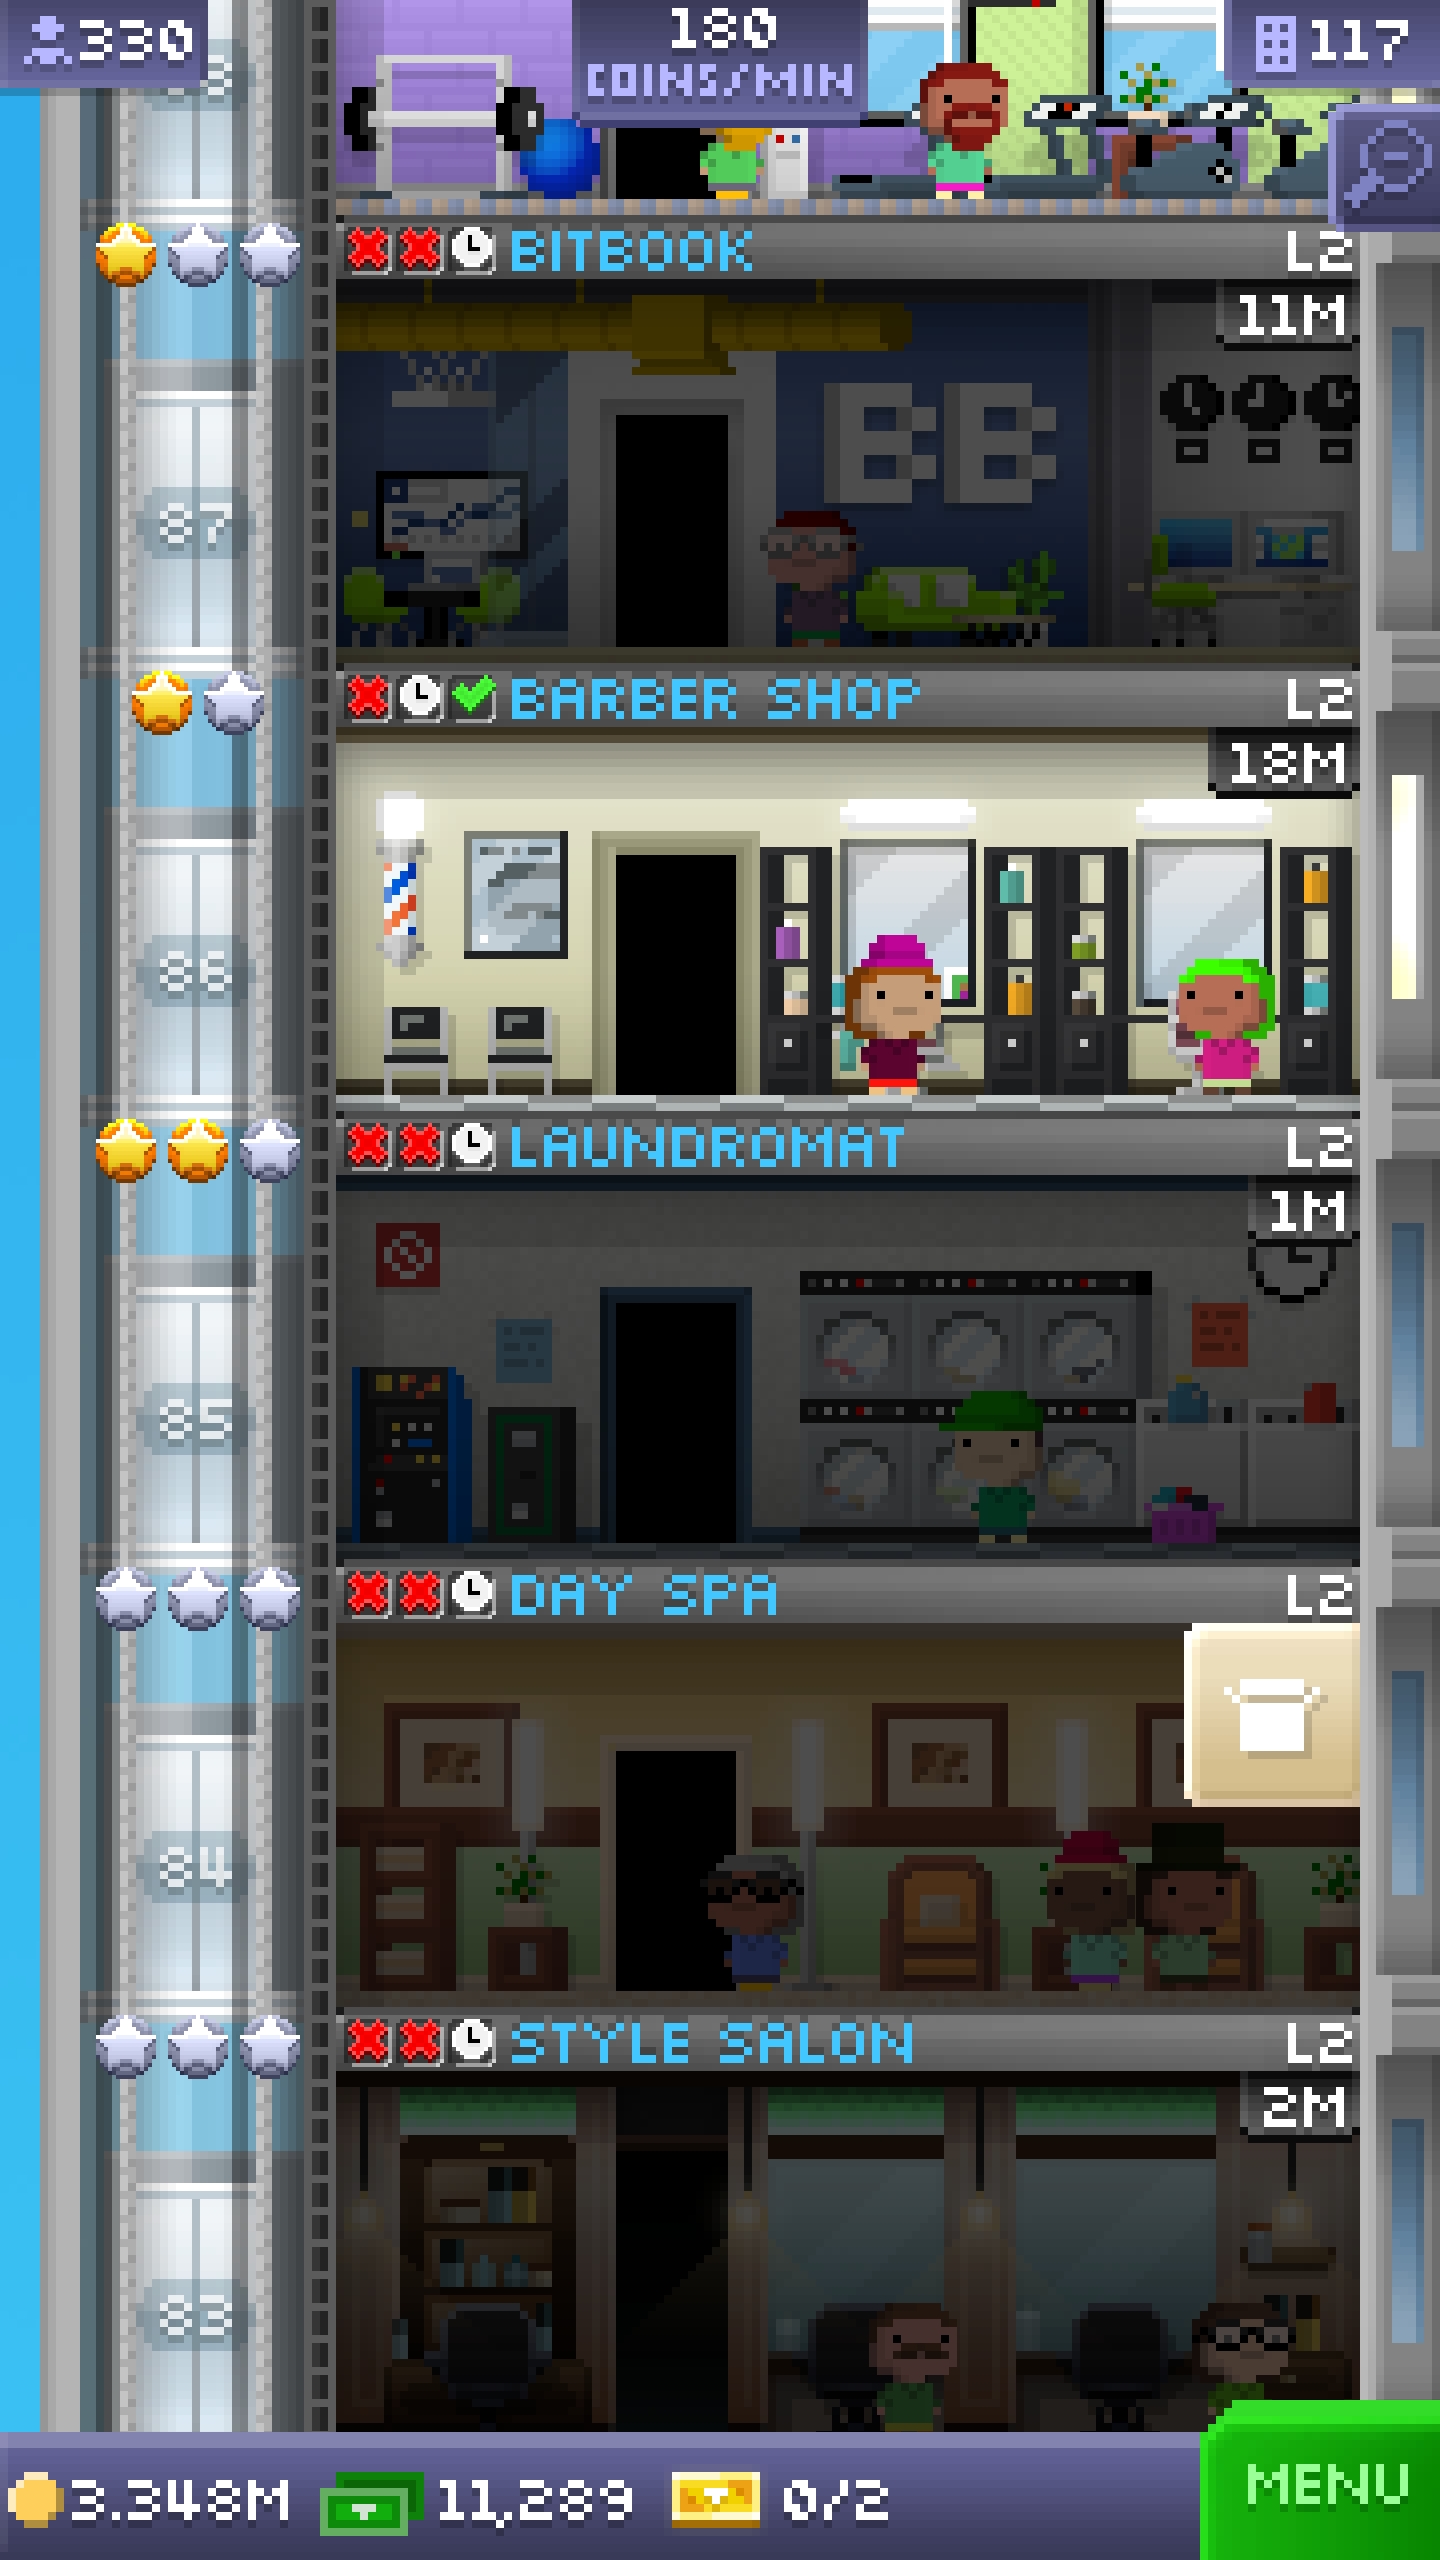 330
180
COINS/MIN
117
BITBOOK
L2
11M
BB
87
BARBER SHOP
L2
18M
86
LAUNDROMAT
L2
1M
85
DAY SPA
L2
84
STYLE SALON
L2
2M
83
3.348M
11,289
0/2
MENU